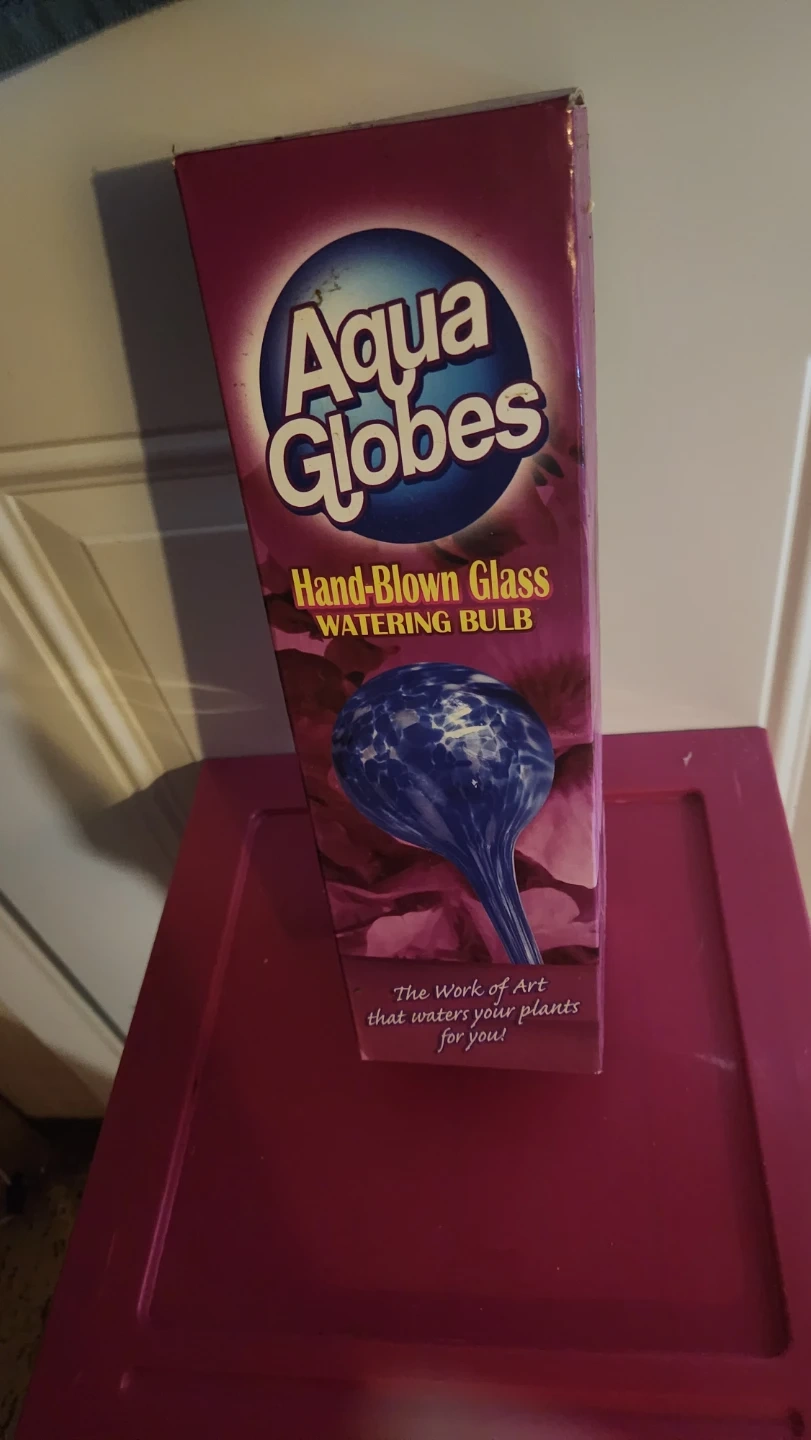 Aqua
Globes
Hand-Blown Glass
WATERING BULB
The Work of Art
that waters your plants
for you!